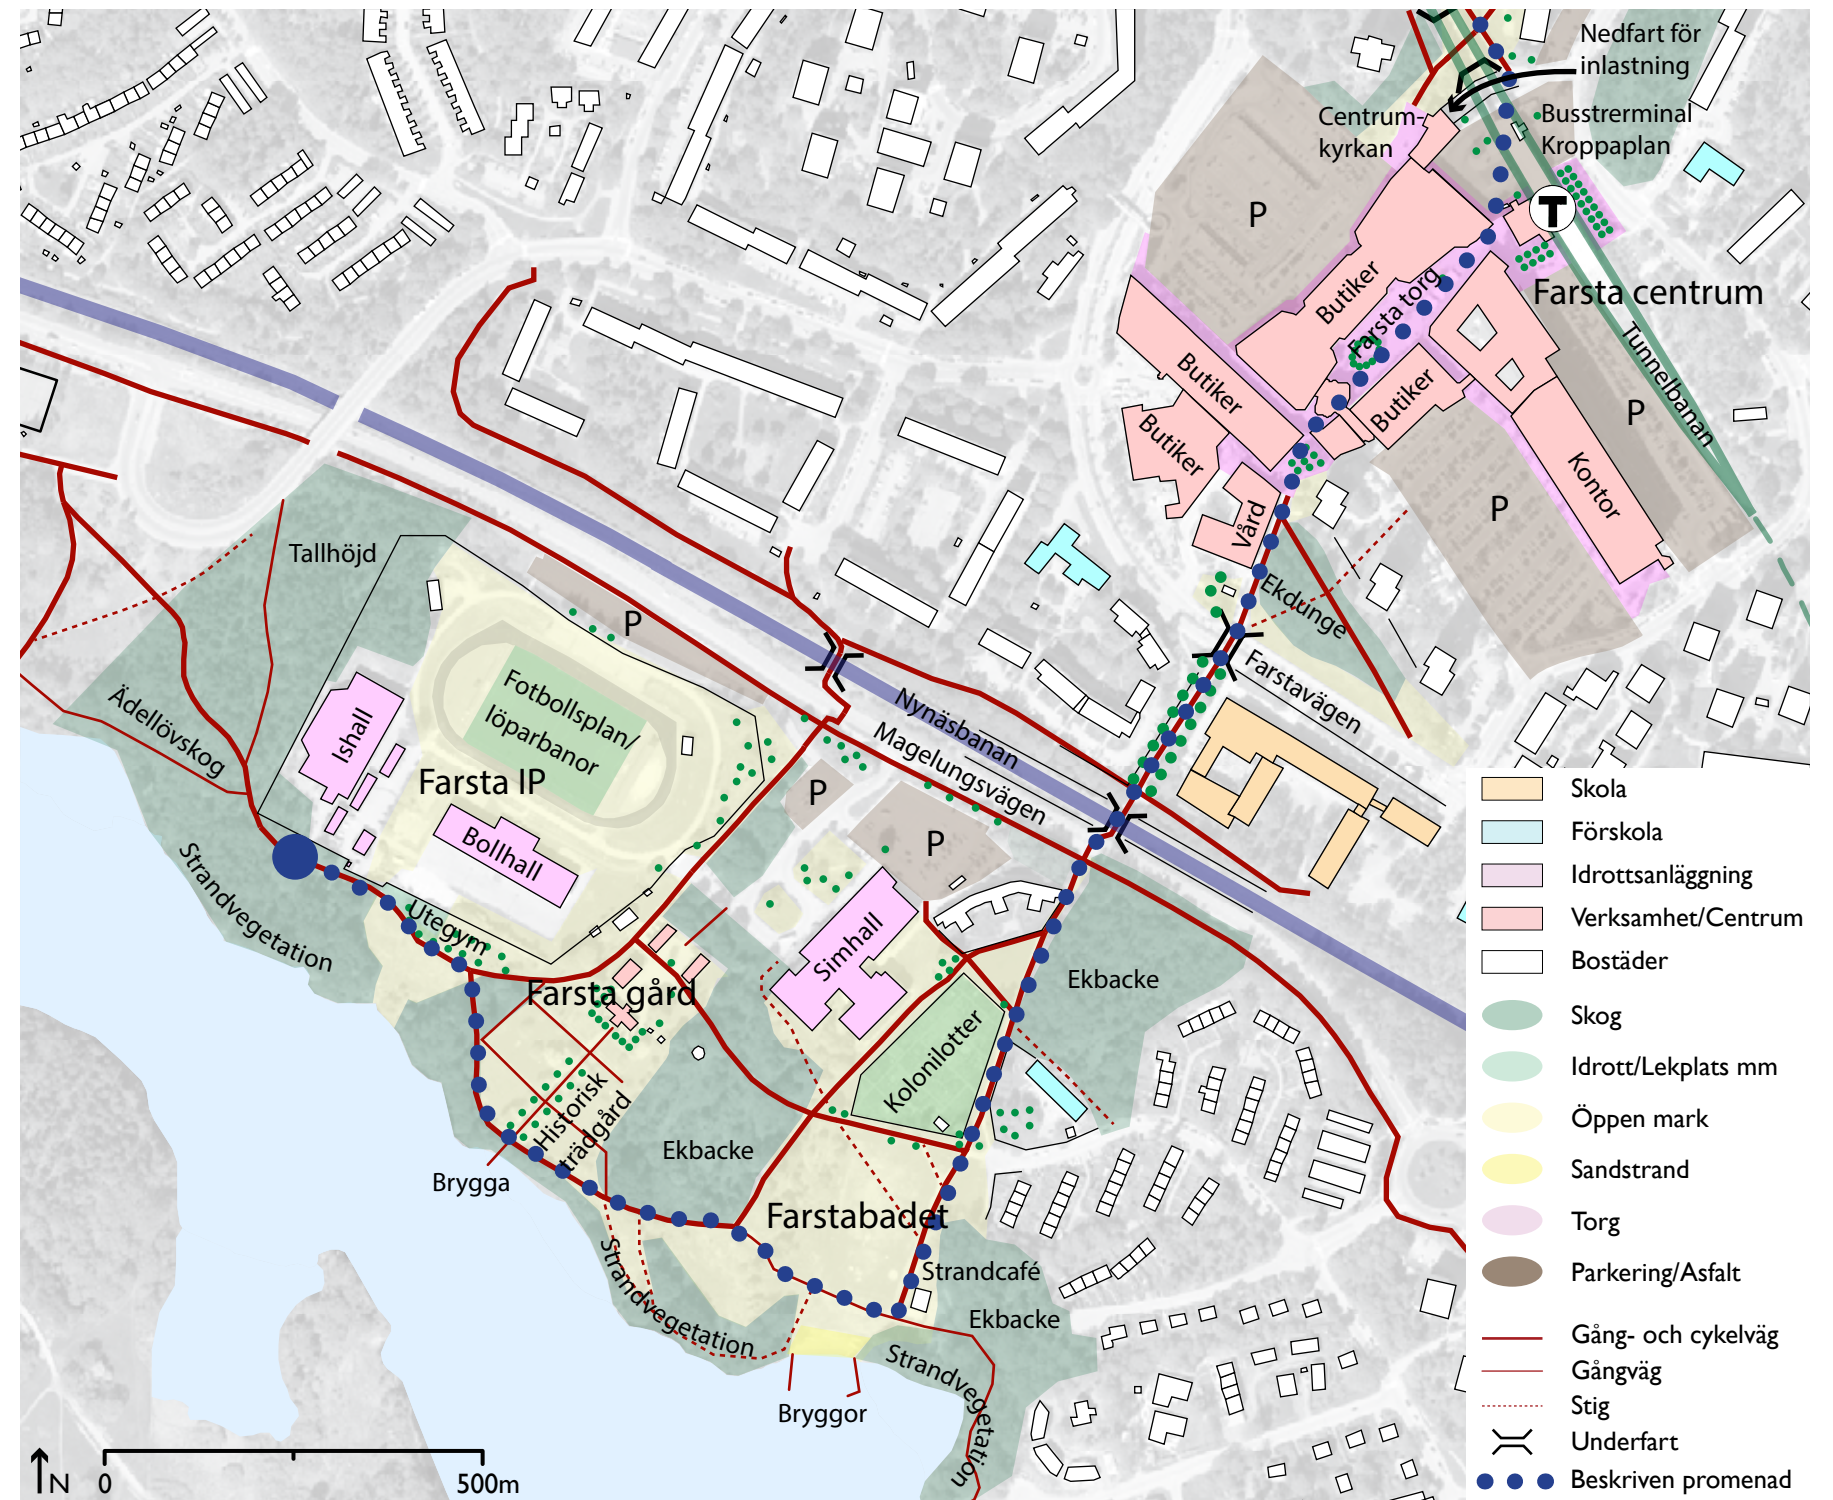 Nedfart för
inlastning
Centrum-
kyrkan
Busstrerminal
Kroppaplan
P
T
Farsta centrum
Butiker
Farsta torg
Tunnelbanan
Butiker
Butiker
Butiker
P
P
Kontor
Vård
Tallhöjd
Ekdunge
P
Farstavägen
Fotbollsplan/
löparbanor
Ishall
Ädellövskog
Farsta IP
Nynäsbanan
Magelungsvägen
P
P
Bollhall
Strandvegetation
Utegym
Simhall
Ekbacke
Farsta gård
Kolonilotter
Historisk
trädgård
Ekbacke
Brygga
Farstabadet
Strandcafé
Ekbacke
Strandvegetation
Strandvegetation
Bryggor
N
0
500m
Skola
Förskola
Idrottsanläggning
Verksamhet/Centrum
Bostäder
Skog
Idrott/Lekplats mm
Öppen mark
Sandstrand
Torg
Parkering/Asfalt
Gång- och cykelväg
Gångväg
Stig
Underfart
Beskriven promenad